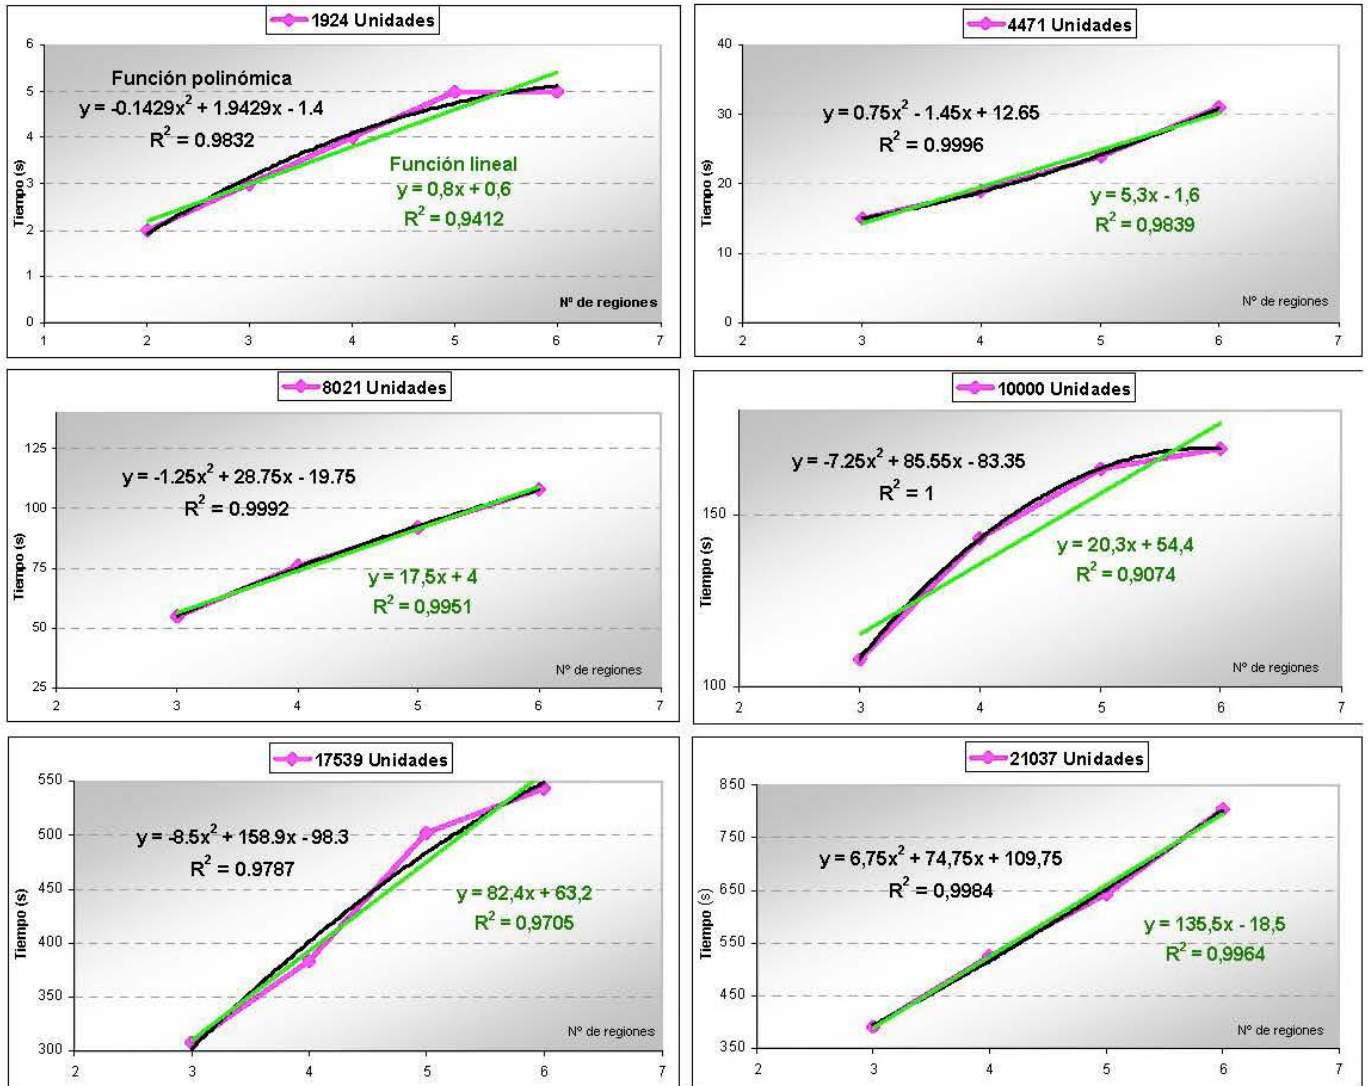 1924 Unidades
6
5
4
3
2
1
0
Tiempo (s)
Función polinómica
y = -0.1429x² + 1.9429x - 1.4
R² = 0.9832
Función lineal
y = 0,8x + 0,6
R² = 0,9412
Nº de regiones
1 2 3 4 5 6 7
4471 Unidades
40
30
20
10
0
Tiempo (s)
y = 0.75x² - 1.45x + 12.65
R² = 0.9996
y = 5,3x - 1,6
R² = 0,9839
Nº de regiones
2 3 4 5 6 7
8021 Unidades
125
100
75
50
25
Tiempo (s)
y = -1.25x² + 28.75x - 19.75
R² = 0.9992
y = 17,5x + 4
R² = 0,9951
Nº de regiones
2 3 4 5 6 7
10000 Unidades
150
100
Tiempo (s)
y = -7.25x² + 85.55x - 83.35
R² = 1
y = 20,3x + 54,4
R² = 0,9074
Nº de regiones
2 3 4 5 6 7
17539 Unidades
550
500
450
400
350
300
Tiempo (s)
y = -8.5x² + 158.9x - 98.3
R² = 0.9787
y = 82,4x + 63,2
R² = 0,9705
Nº de regiones
2 3 4 5 6 7
21037 Unidades
850
750
650
550
450
350
Tiempo (s)
y = 6,75x² + 74,75x + 109,75
R² = 0,9984
y = 135,5x - 18,5
R² = 0,9964
Nº de regiones
2 3 4 5 6 7